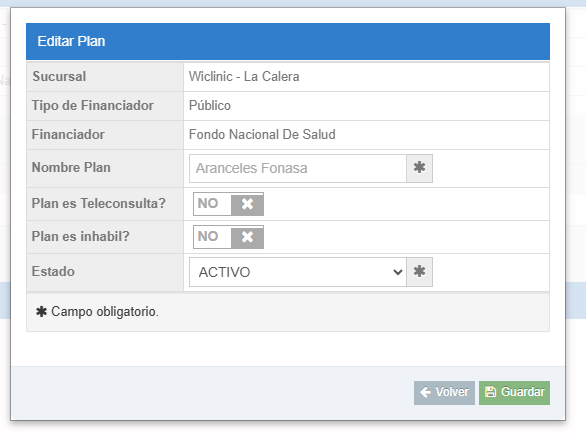 Editar Plan
Sucursal Wiclinic - La Calera
Tipo de Financiador Público
Financiador Fondo Nacional De Salud
Nombre Plan Aranceles Fonasa ✱
Plan es Teleconsulta? NO ✖
Plan es inhabil? NO ✖
Estado ACTIVO ✱
✱ Campo obligatorio.
Volver Guardar